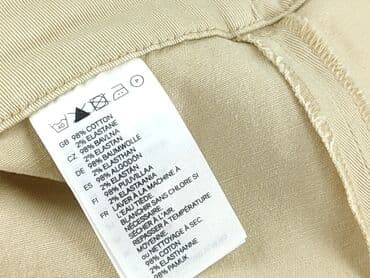 GB 98% COTTON
2% ELASTANE
CZ 98% BAVLNA
2% ELASTAN
DE 98% BAUMWOLLE
2% ELASTHAN
ES 98% ALGODÓN
2% ELASTÁN
FI 98% PUUVILLAA
2% ELASTAANIA
FR LAVER À LA MACHINE À
L'EAU TIÈDE.
BLANCHIR SANS CHLORE SI
NÉCESSAIRE.
SÉCHER À L'AIR.
REPASSER À TEMPÉRATURE
MOYENNE.
OU NETTOYAGE À SEC.
98% COTON
2% ÉLASTHANNE
98% PAMUK